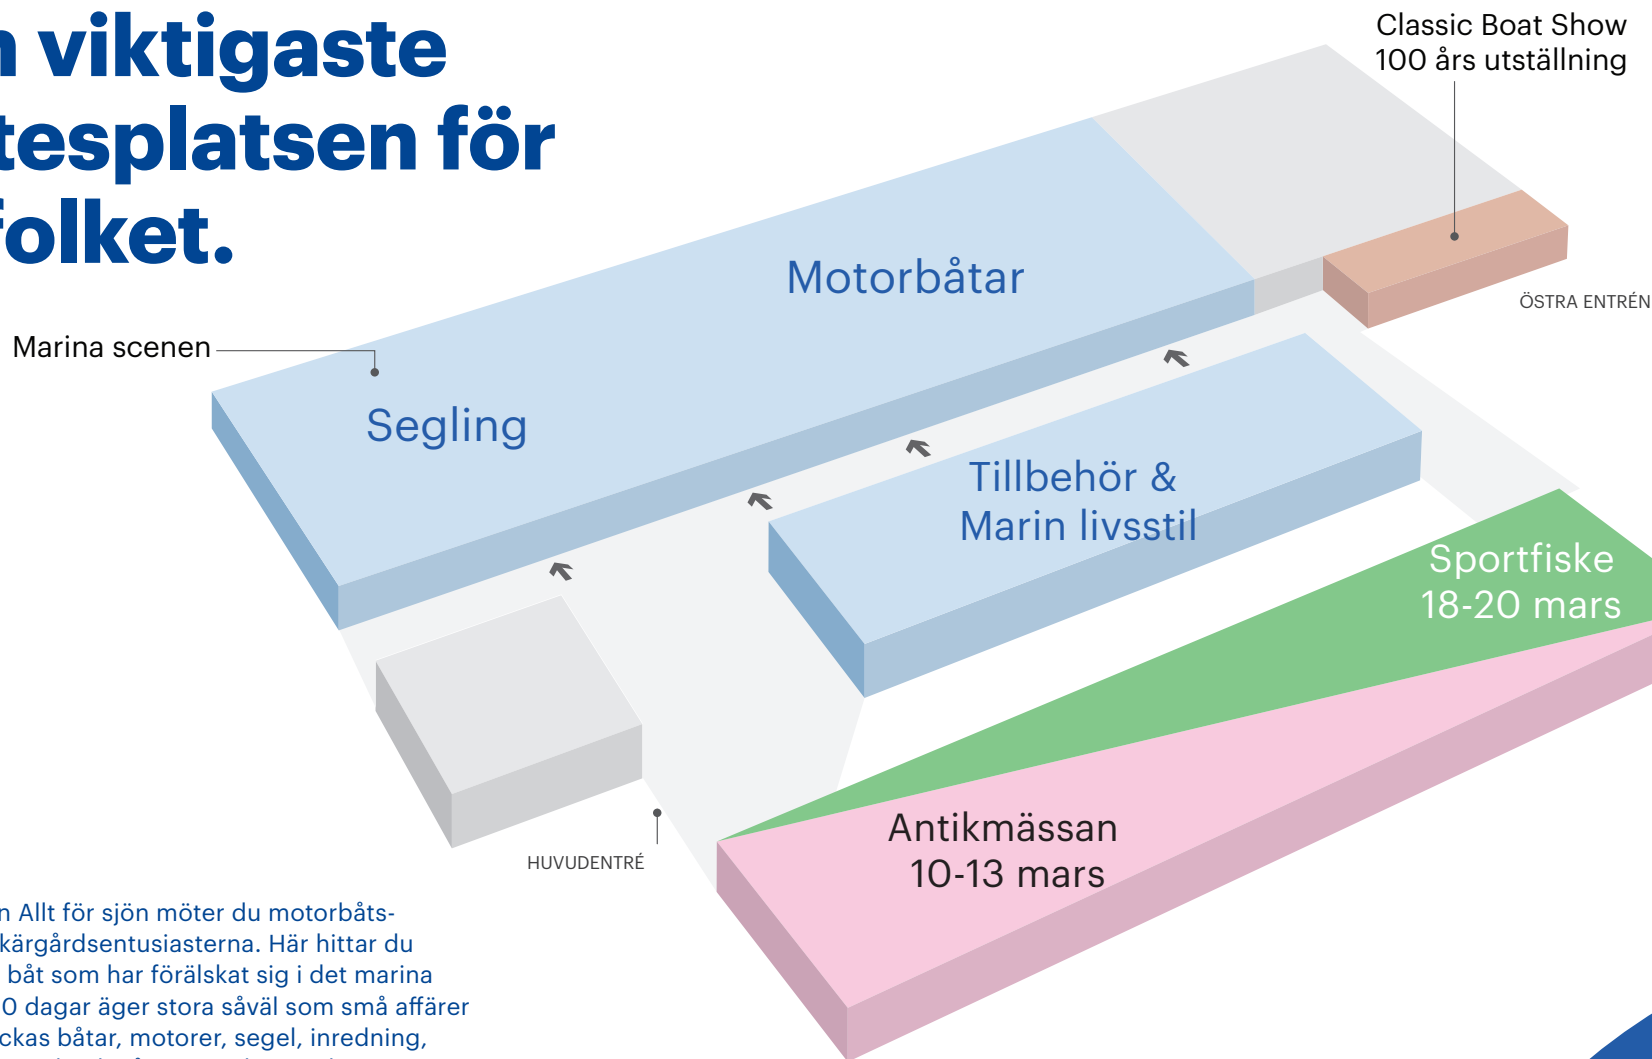 viktigaste
tesplatsen för
folket.
Classic Boat Show
100 års utställning
Motorbåtar
ÖSTRA ENTRÉN
Marina scenen
Segling
Tillbehör &
Marin livsstil
Sportfiske
18-20 mars
Antikmässan
10-13 mars
HUVUDENTRÉ
n Allt för sjön möter du motorbåts-
kärgårdsentusiasterna. Här hittar du
båt som har förälskat sig i det marina
0 dagar äger stora såväl som små affärer
ckas båtar, motorer, segel, inredning,